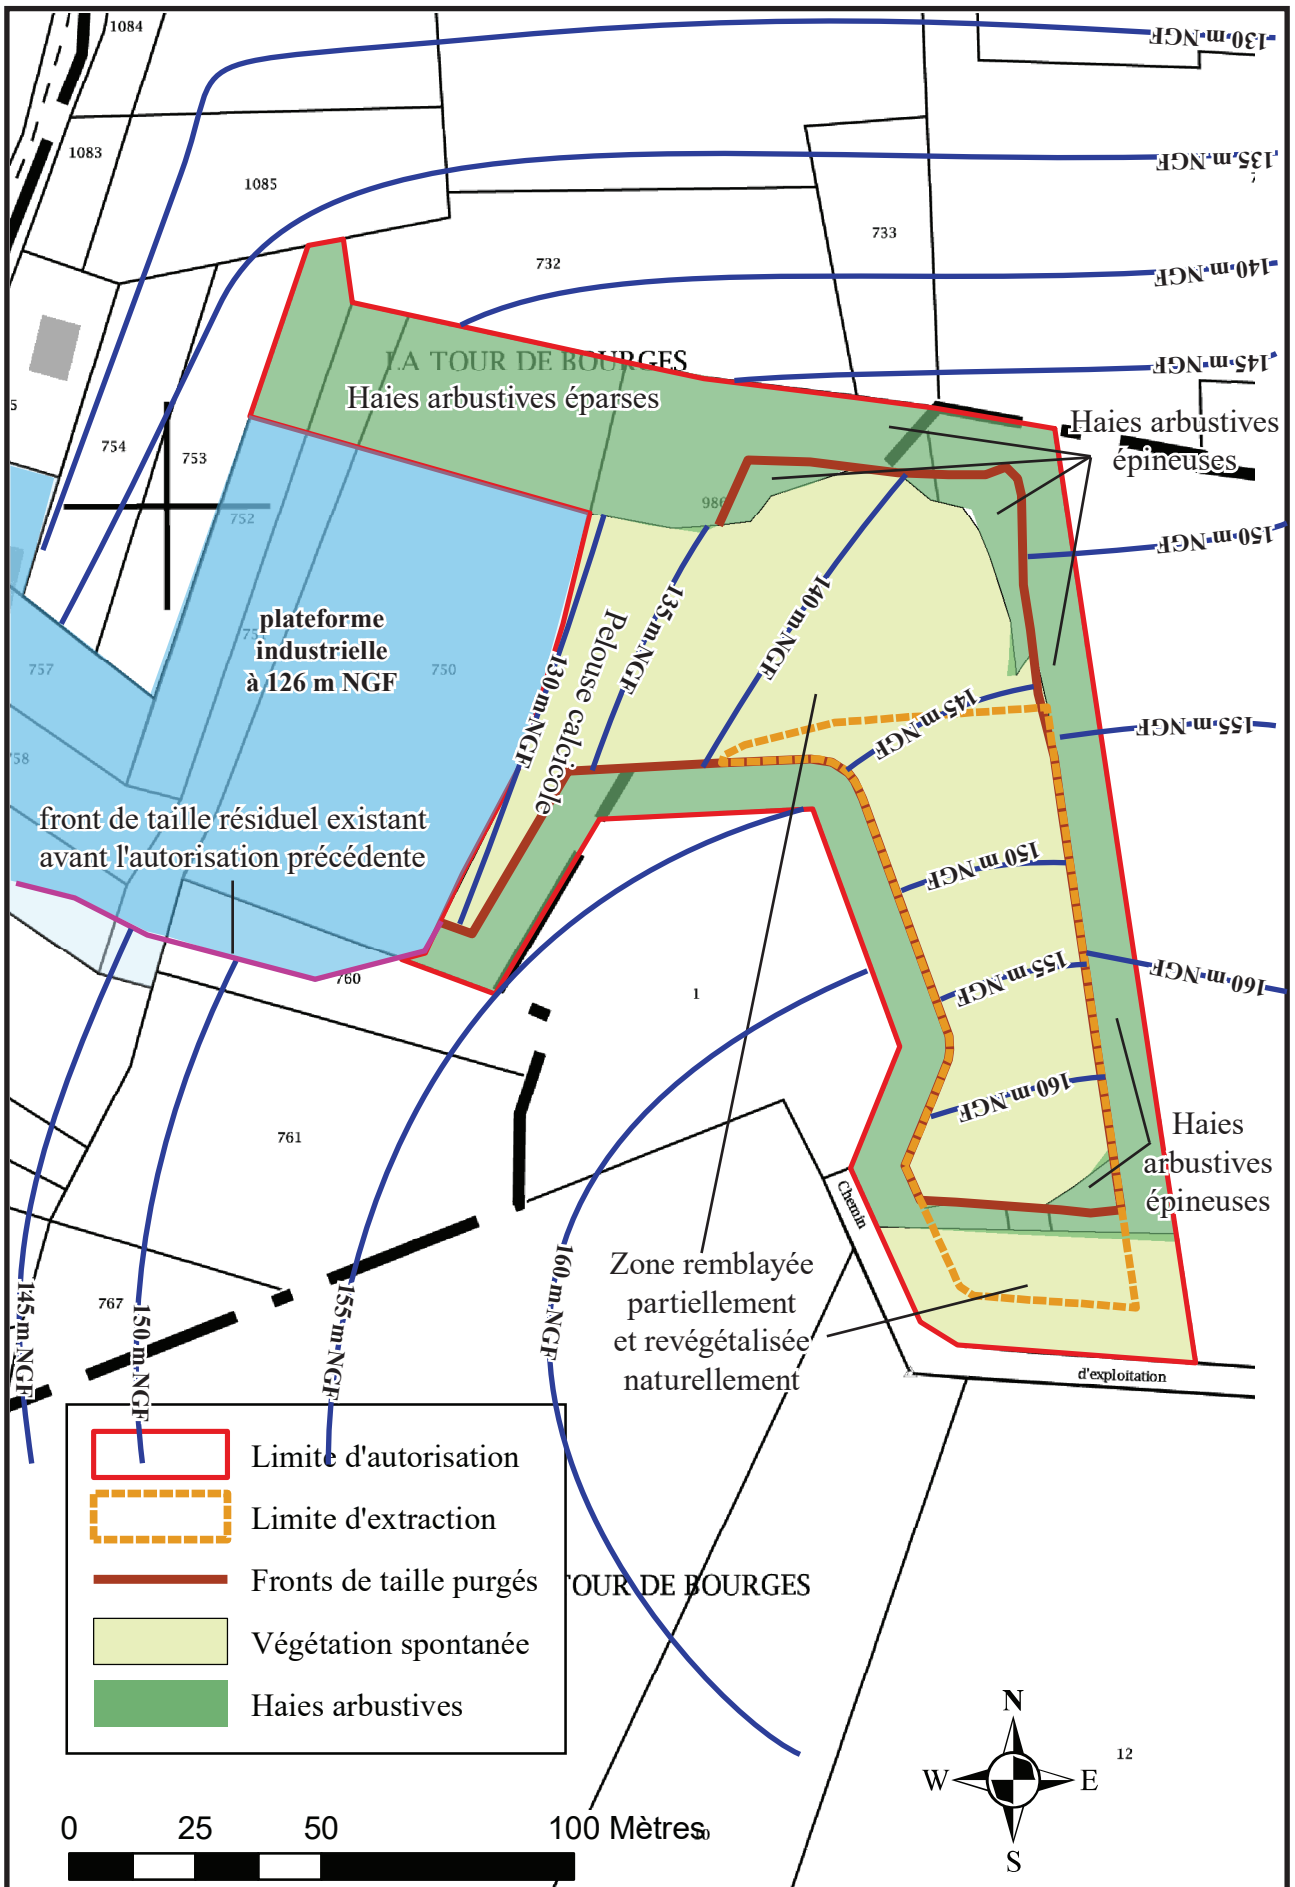 1084
130 m NGF
1083
1085
135 m NGF
733
732
140 m NGF
LA TOUR DE BOURGES
145 m NGF
Haies arbustives éparses
5
Haies arbustives
épineuses
754
753
986
752
150 m NGF
plateforme
industrielle
à 126 m NGF
751
750
757
130 m NGF
Pelouse calcicole
135 m NGF
140 m NGF
145 m NGF
155 m NGF
58
front de taille résiduel existant
avant l'autorisation précédente
150 m NGF
155 m NGF
160 m NGF
760
1
160 m NGF
761
Haies
arbustives
épineuses
Chemin
Zone remblayée
partiellement
et revégétalisée
naturellement
767
145 m NGF
150 m NGF
155 m NGF
160 m NGF
d'exploitation
Limite d'autorisation
Limite d'extraction
Fronts de taille purgés
TOUR DE BOURGES
Végétation spontanée
Haies arbustives
N
W
E
S
12
0 25 50 100 Mètres
10